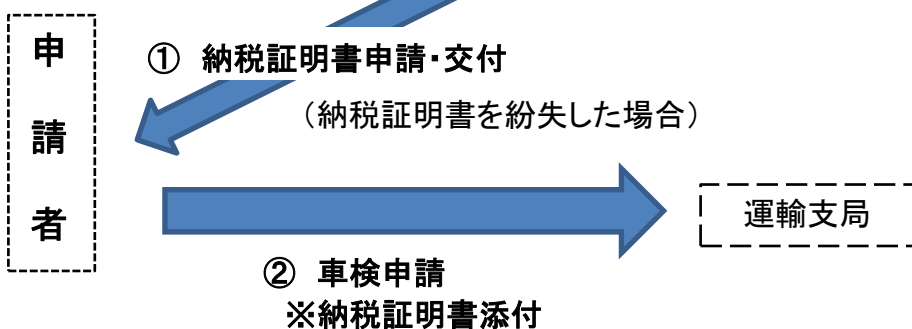 申請者
① 納税証明書申請・交付
（納税証明書を紛失した場合）
運輸支局
② 車検申請
※納税証明書添付